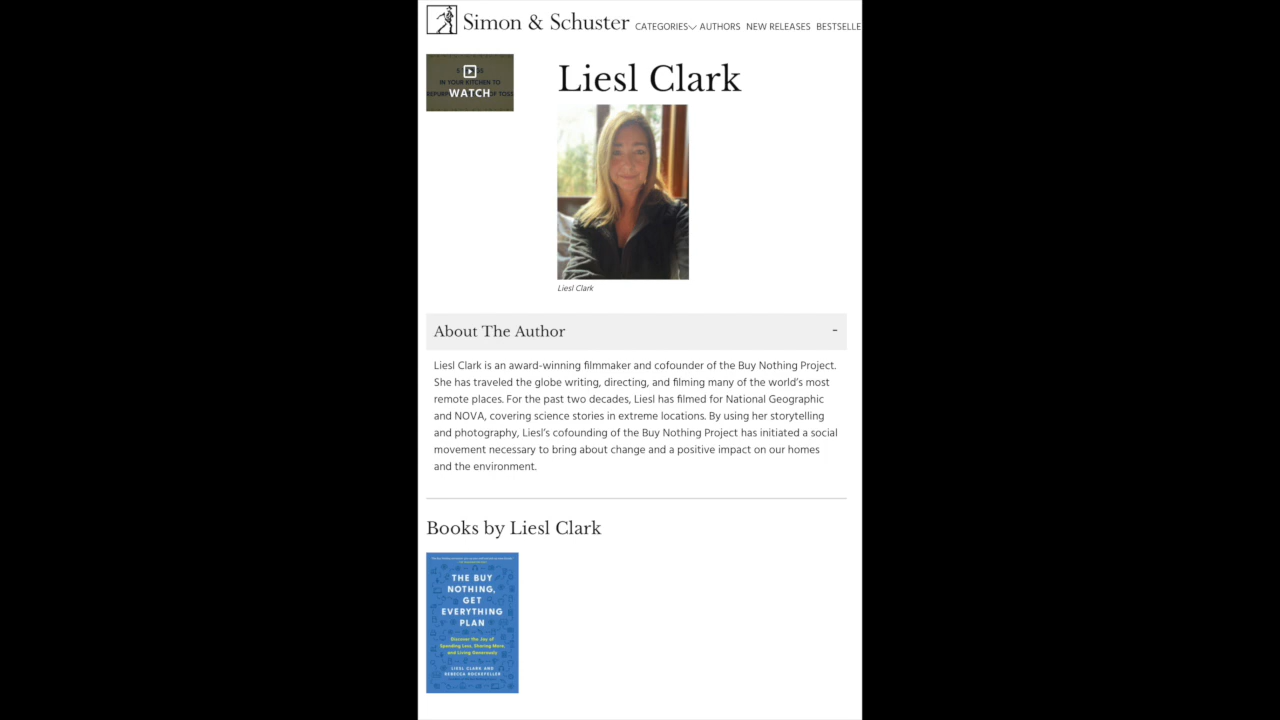 Simon & Schuster
CATEGORIES AUTHORS NEW RELEASES BESTSELLE
IN YOUR KITCHEN TO
WATCH
OF TOSS
Liesl Clark
Liesl Clark
About The Author -
Liesl Clark is an award-winning filmmaker and cofounder of the Buy Nothing Project.
She has traveled the globe writing, directing, and filming many of the world's most
remote places. For the past two decades, Liesl has filmed for National Geographic
and NOVA, covering science stories in extreme locations. By using her storytelling
and photography, Liesl's cofounding of the Buy Nothing Project has initiated a social
movement necessary to bring about change and a positive impact on our homes
and the environment.
Books by Liesl Clark
THE BUY
NOTHING,
GET
EVERYTHING
PLAN
Discover the Joy of
Spending Less, Sharing More,
and Living Generously
LIESL CLARK AND
REBECCA ROCKEFELLER